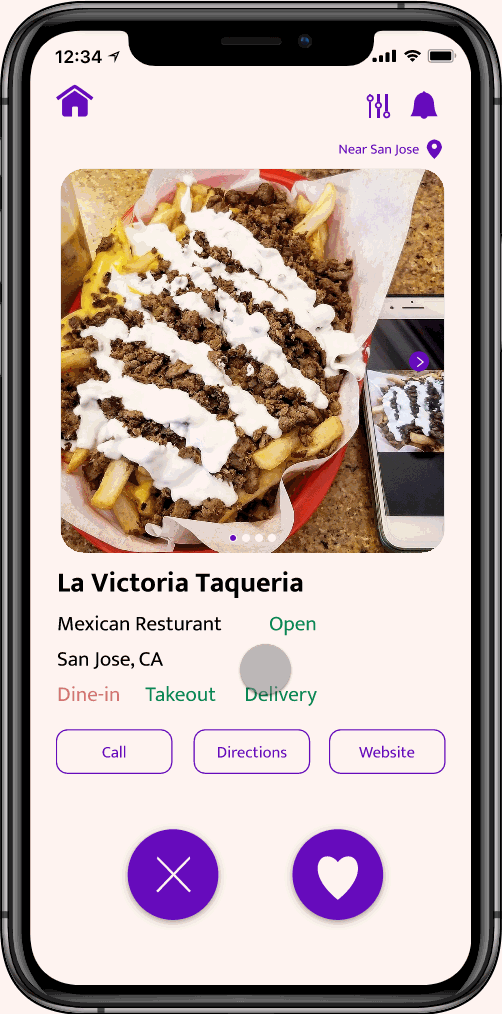 12:34
Near San Jose
La Victoria Taqueria
Mexican Resturant Open
San Jose, CA
Dine-in Takeout Delivery
Call Directions Website